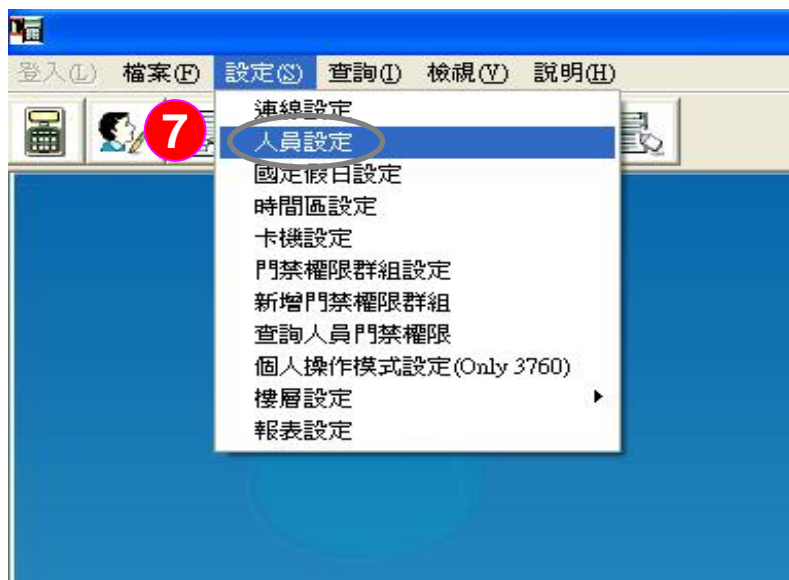 登入(L) 檔案(F) 設定(S) 查詢(I) 檢視(V) 說明(H)
7
連線設定
人員設定
國定假日設定
時間區設定
卡機設定
門禁權限群組設定
新增門禁權限群組
查詢人員門禁權限
個人操作模式設定(Only 3760)
樓層設定
報表設定